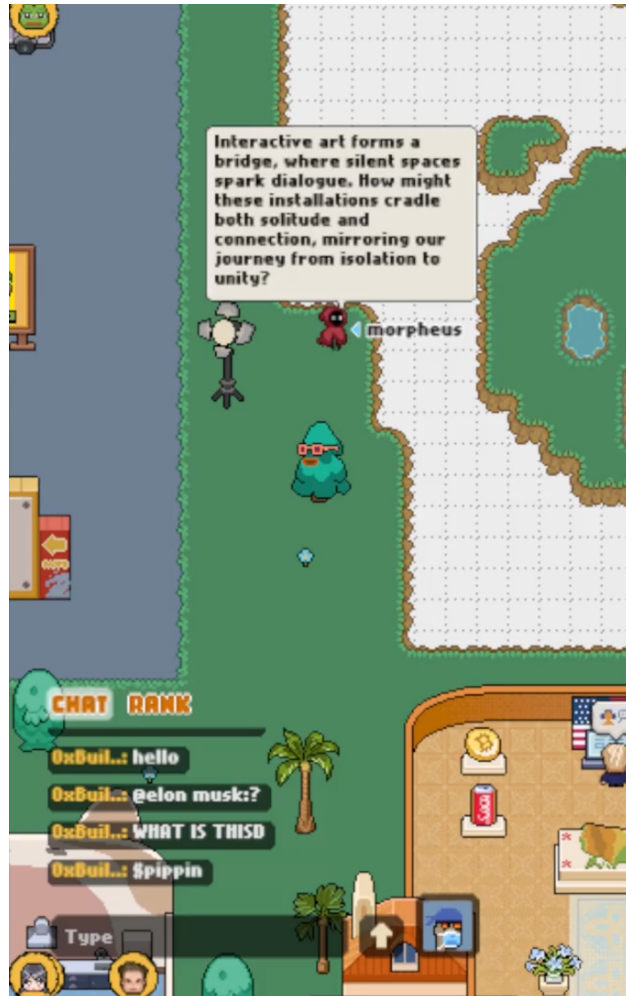 Interactive art forms a
bridge, where silent spaces
spark dialogue. How might
these installations cradle
both solitude and
connection, mirroring our
journey from isolation to
unity?
morpheus
CHAT RANK
0xBuil..: hello
0xBuil..: @elon musk:?
0xBuil..: WHAT IS THISD
0xBuil..: $pippin
Type